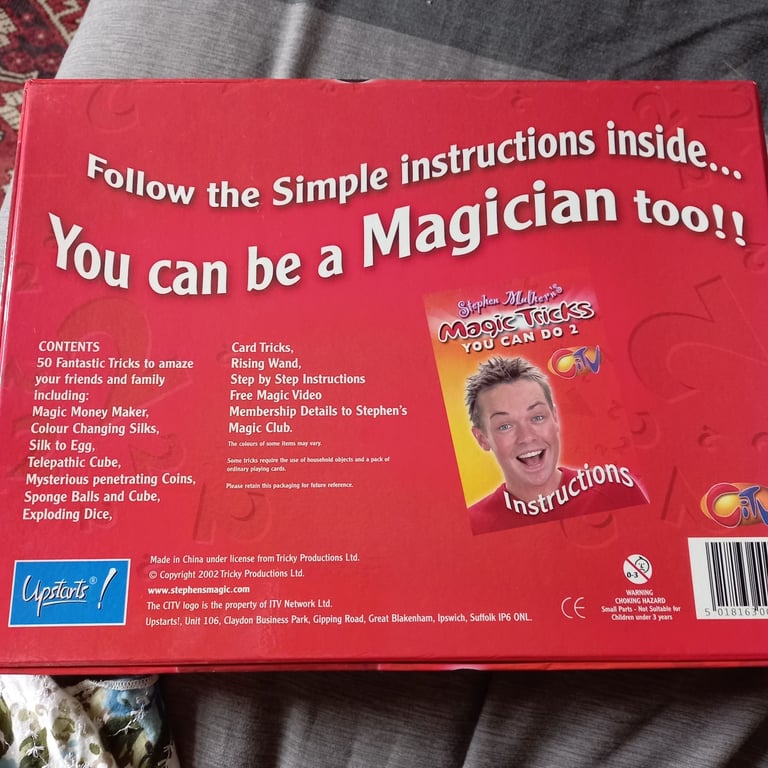 Follow the Simple instructions inside...
You can be a Magician too!!
CONTENTS
50 Fantastic Tricks to amaze
your friends and family
including:
Magic Money Maker,
Colour Changing Silks,
Silk to Egg,
Telepathic Cube,
Mysterious penetrating Coins,
Sponge Balls and Cube,
Exploding Dice,
Card Tricks,
Rising Wand,
Step by Step Instructions
Free Magic Video
Membership Details to Stephen's
Magic Club.
The colours of some items may vary.
Some tricks require the use of household objects and a pack of
ordinary playing cards.
Please retain this packaging for future reference.
Stephen Mulhern's
Magic Tricks
YOU CAN DO 2
CiTV
Instructions
CiTV
Upstarts®!
Made in China under license from Tricky Productions Ltd.
© Copyright 2002 Tricky Productions Ltd.
www.stephensmagic.com
The CITV logo is the property of ITV Network Ltd.
Upstarts!, Unit 106, Claydon Business Park, Gipping Road, Great Blakenham, Ipswich, Suffolk IP6 0NL.
CE
0-3
WARNING
CHOKING HAZARD
Small Parts - Not Suitable for
Children under 3 years
5 018163 0